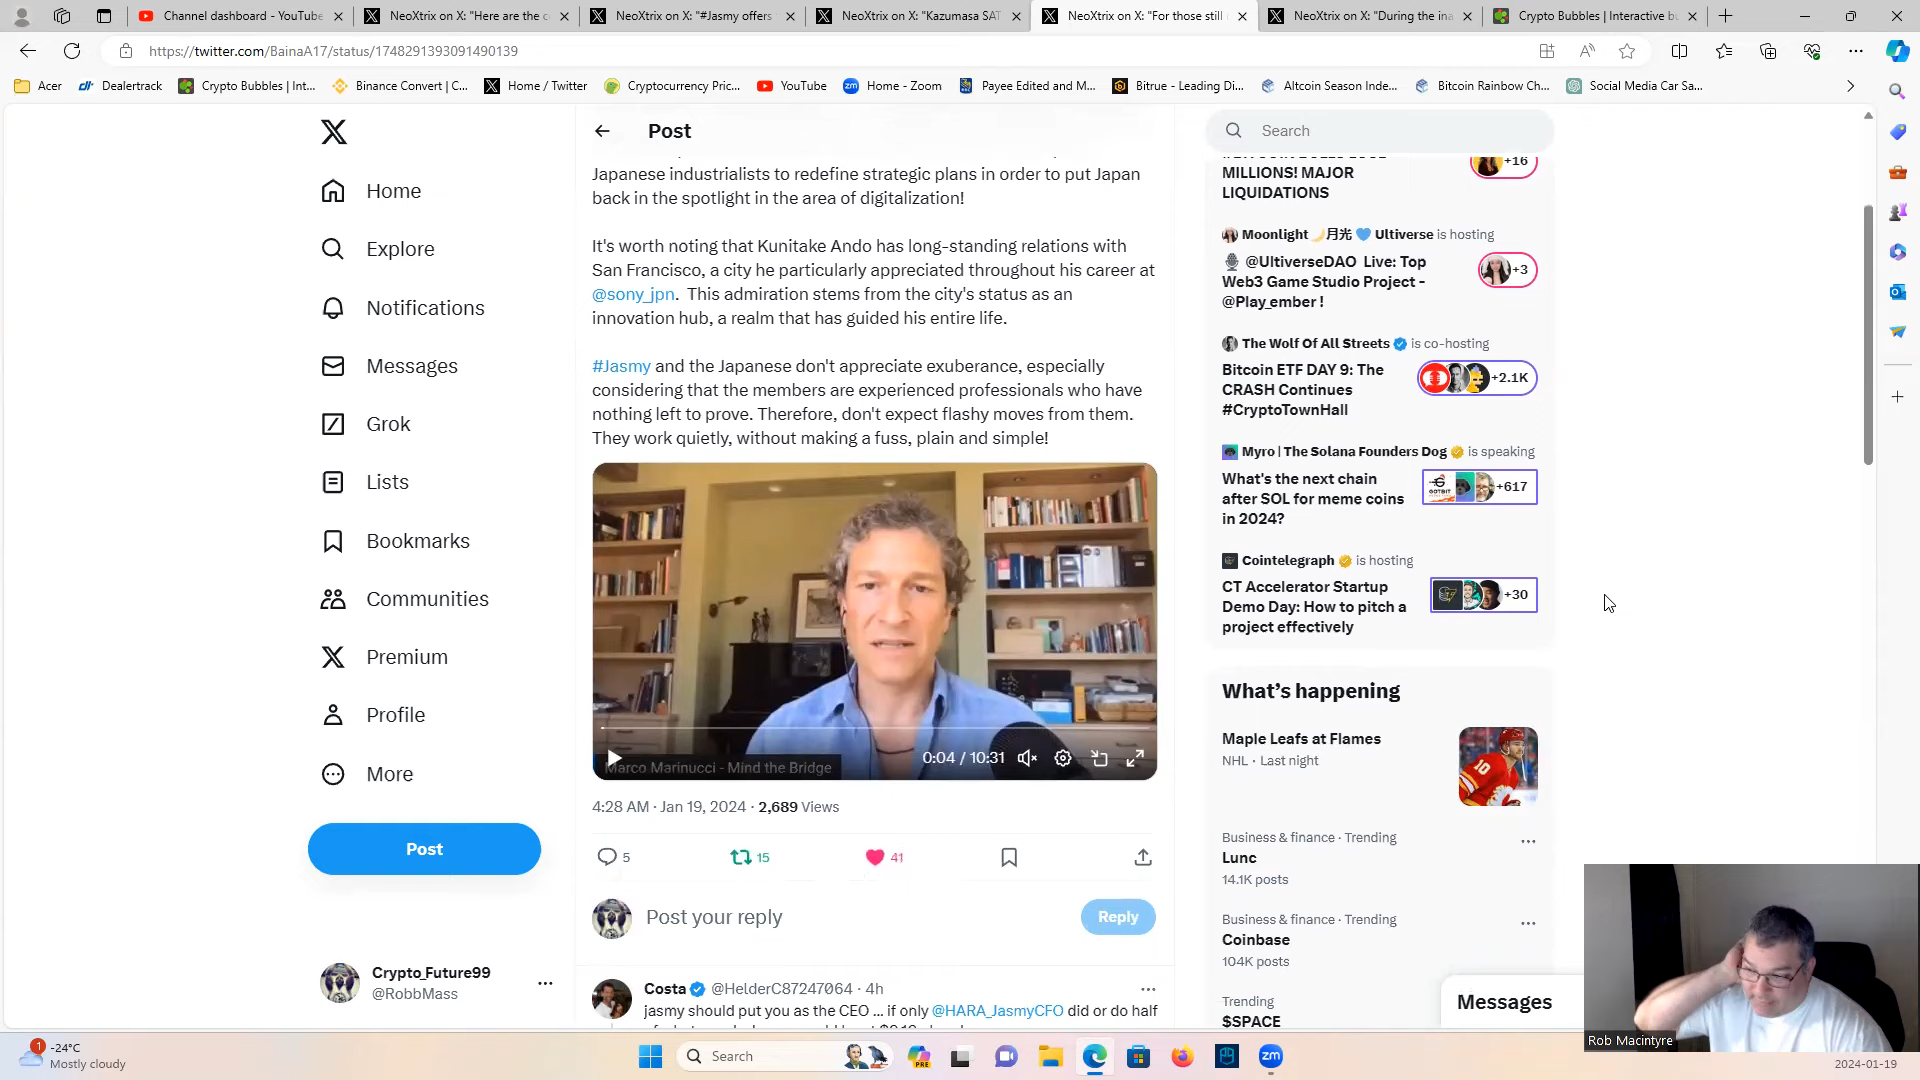 Channel dashboard - YouTube
NeoXtrix on X: "Here are the c
NeoXtrix on X: "#Jasmy offers
NeoXtrix on X: "Kazumasa SAT
NeoXtrix on X: "For those still
NeoXtrix on X: "During the ina
Crypto Bubbles | Interactive bu
https://twitter.com/BainaA17/status/1748291393091490139
Acer
Dealertrack
Crypto Bubbles | Int...
Binance Convert | C...
Home / Twitter
Cryptocurrency Pric...
YouTube
Home - Zoom
Payee Edited and M...
Bitrue - Leading Di...
Altcoin Season Inde...
Bitcoin Rainbow Ch...
Social Media Car Sa...
Home
Explore
Notifications
Messages
Grok
Lists
Bookmarks
Communities
Premium
Profile
More
Post
Crypto_Future99
@RobbMass
Post
Japanese industrialists to redefine strategic plans in order to put Japan
back in the spotlight in the area of digitalization!
It's worth noting that Kunitake Ando has long-standing relations with
San Francisco, a city he particularly appreciated throughout his career at
@sony_jpn. This admiration stems from the city's status as an
innovation hub, a realm that has guided his entire life.
#Jasmy and the Japanese don't appreciate exuberance, especially
considering that the members are experienced professionals who have
nothing left to prove. Therefore, don't expect flashy moves from them.
They work quietly, without making a fuss, plain and simple!
0:04 / 10:31
Marco Marinucci - Mind the Bridge
4:28 AM · Jan 19, 2024 · 2,689 Views
5
15
41
Post your reply
Reply
Costa @HelderC87247064 · 4h
jasmy should put you as the CEO ... if only @HARA_JasmyCFO did or do half
Search
MILLIONS! MAJOR
LIQUIDATIONS
+16
Moonlight 🌙月光 💙 Ultiverse is hosting
🎙 @UltiverseDAO Live: Top
Web3 Game Studio Project -
@Play_ember !
+3
The Wolf Of All Streets is co-hosting
Bitcoin ETF DAY 9: The
CRASH Continues
#CryptoTownHall
+2.1K
Myro | The Solana Founders Dog is speaking
What's the next chain
after SOL for meme coins
in 2024?
GOTBIT
+617
Cointelegraph is hosting
CT Accelerator Startup
Demo Day: How to pitch a
project effectively
+30
What's happening
Maple Leafs at Flames
NHL · Last night
10
Business & finance · Trending
Lunc
14.1K posts
Business & finance · Trending
Coinbase
104K posts
Trending
$SPACE
Messages
Rob Macintyre
1
-24°C
Mostly cloudy
Search
PRE
zm
2024-01-19